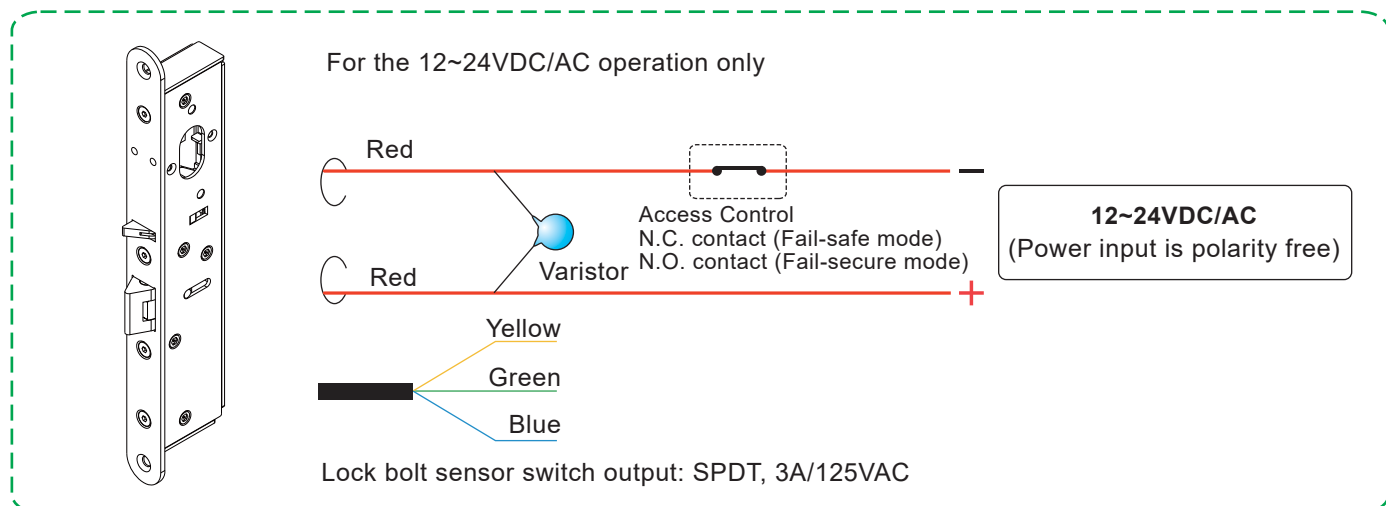 For the 12~24VDC/AC operation only
Red
Access Control
N.C. contact (Fail-safe mode)
N.O. contact (Fail-secure mode)
Varistor
Red
12~24VDC/AC
(Power input is polarity free)
Yellow
Green
Blue
Lock bolt sensor switch output: SPDT, 3A/125VAC